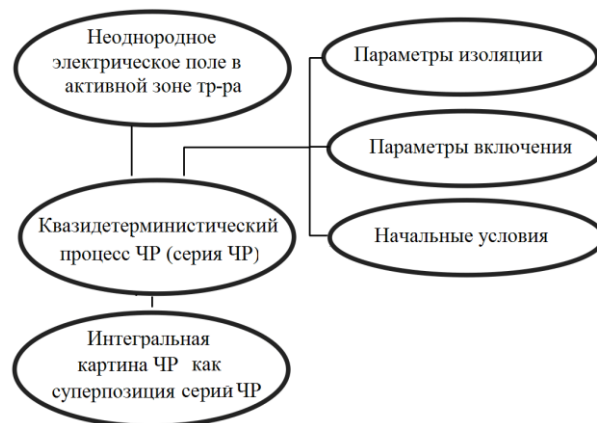 Неоднородное
электрическое поле в
активной зоне тр-ра
Параметры изоляции
Параметры включения
Квазидетерминистический
процесс ЧР (серия ЧР)
Начальные условия
Интегральная
картина ЧР как
суперпозиция серий ЧР